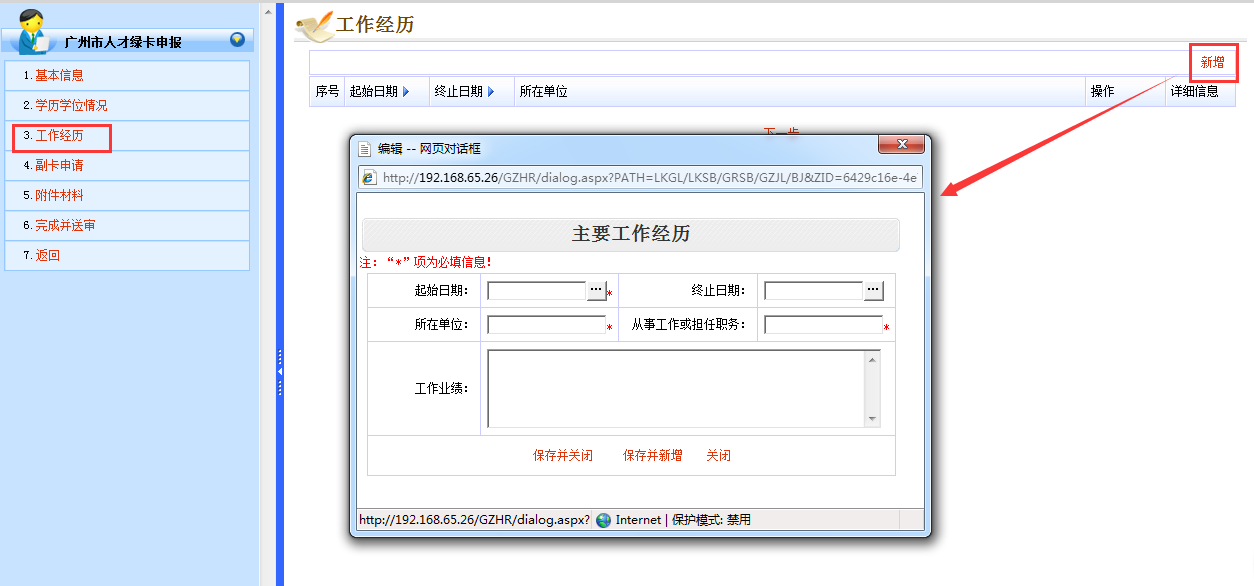 广州市人才绿卡申报
1. 基本信息
2. 学历学位情况
3. 工作经历
4. 副卡申请
5. 附件材料
6. 完成并送审
7. 返回
工作经历
新增
序号 起始日期 终止日期 所在单位 操作 详细信息
下一步
编辑 -- 网页对话框
http://192.168.65.26/GZHR/dialog.aspx?PATH=LKGL/LKSB/GRSB/GZJL/BJ&ZID=6429c16e-4e
主要工作经历
注：“*”项为必填信息!
起始日期： ... * 终止日期： ...
所在单位： * 从事工作或担任职务： *
工作业绩：
保存并关闭 保存并新增 关闭
http://192.168.65.26/GZHR/dialog.aspx? Internet | 保护模式: 禁用